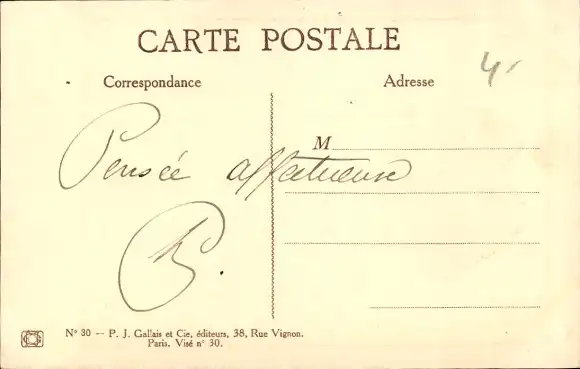 CARTE POSTALE
Correspondance
Adresse
4
M
Pensée affectueuse
N° 30 — P. J. Gallais et Cie, éditeurs, 38, Rue Vignon.
Paris. Visé n° 30.